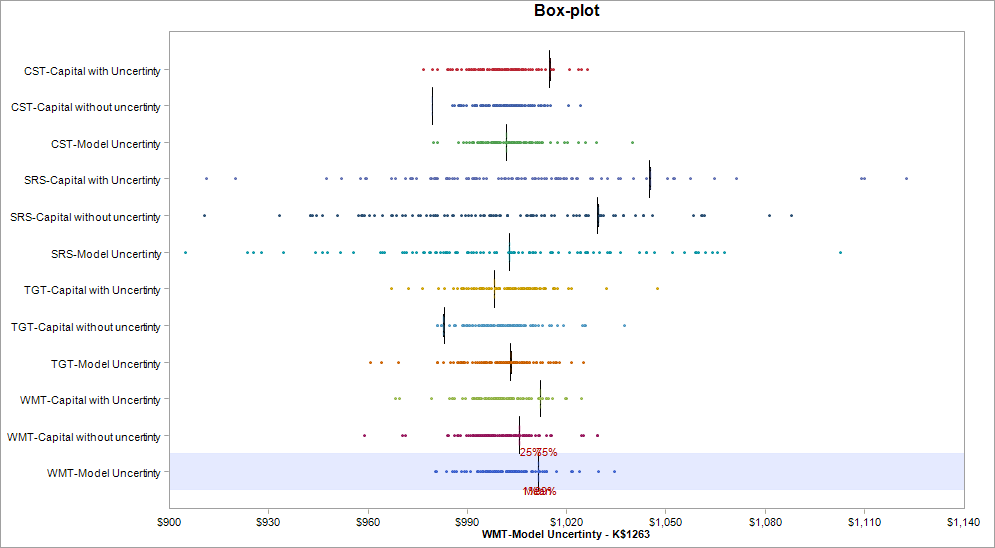 Box-plot
CST-Capital with Uncertinty
CST-Capital without uncertinty
CST-Model Uncertinty
SRS-Capital with Uncertinty
SRS-Capital without uncertinty
SRS-Model Uncertinty
TGT-Capital with Uncertinty
TGT-Capital without uncertinty
TGT-Model Uncertinty
WMT-Capital with Uncertinty
WMT-Capital without uncertinty
25% 75%
WMT-Model Uncertinty
$900 $930 $960 $990 $1,020 $1,050 $1,080 $1,110 $1,140
WMT-Model Uncertinty - K$1263